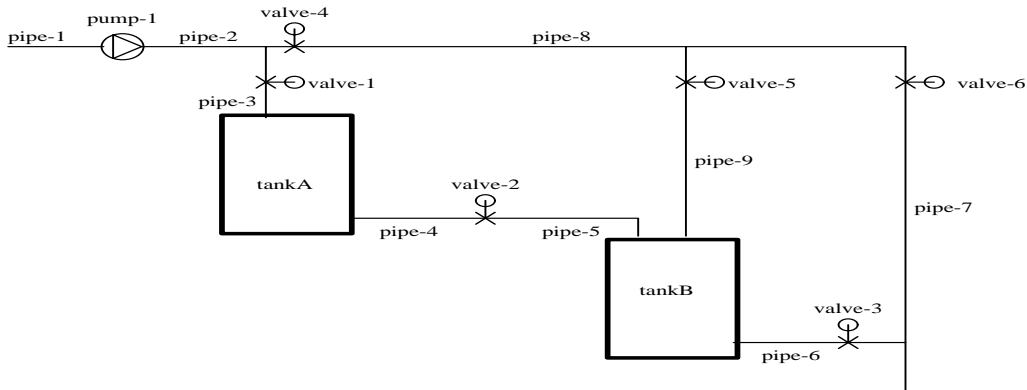 valve-4
pump-1
pipe-1
pipe-2
pipe-8
valve-1
valve-5
valve-6
pipe-3
pipe-9
tankA
valve-2
pipe-7
pipe-4
pipe-5
tankB
valve-3
pipe-6